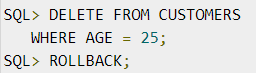 SQL> DELETE FROM CUSTOMERS
WHERE AGE = 25;
SQL> ROLLBACK;